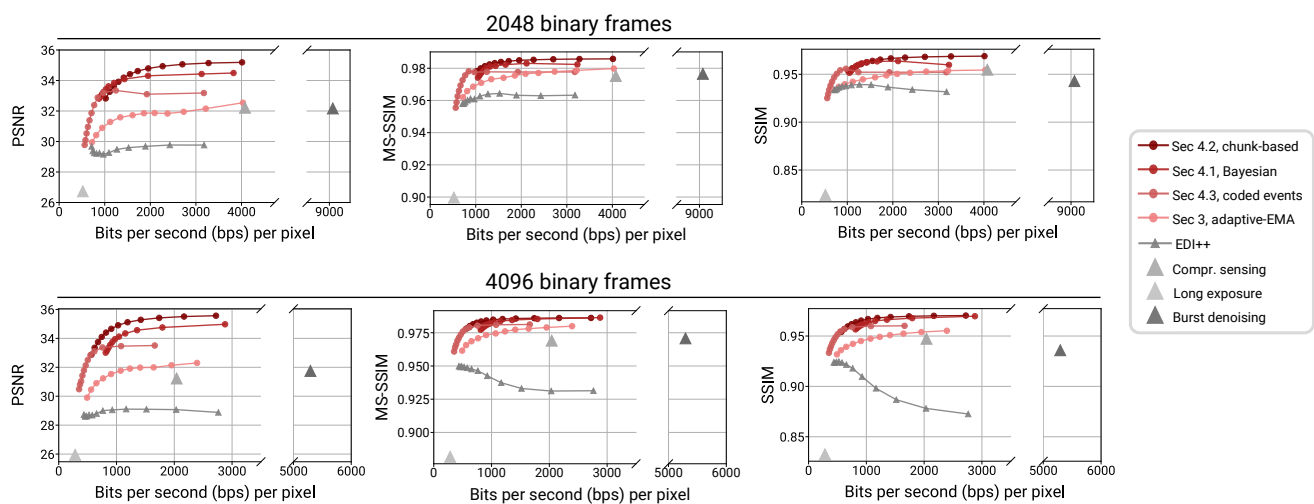 2048 binary frames
PSNR
36
34
32
30
28
26
0
1000
2000
3000
4000
9000
Bits per second (bps) per pixel
MS-SSIM
0.98
0.96
0.94
0.92
0.90
0
1000
2000
3000
4000
9000
Bits per second (bps) per pixel
SSIM
0.95
0.90
0.85
0
1000
2000
3000
4000
9000
Bits per second (bps) per pixel
Sec 4.2, chunk-based
Sec 4.1, Bayesian
Sec 4.3, coded events
Sec 3, adaptive-EMA
EDI++
Compr. sensing
Long exposure
Burst denoising
4096 binary frames
PSNR
36
34
32
30
28
26
0
1000
2000
3000
5000
6000
Bits per second (bps) per pixel
MS-SSIM
0.975
0.950
0.925
0.900
0
1000
2000
3000
5000
6000
Bits per second (bps) per pixel
SSIM
0.95
0.90
0.85
0
1000
2000
3000
5000
6000
Bits per second (bps) per pixel